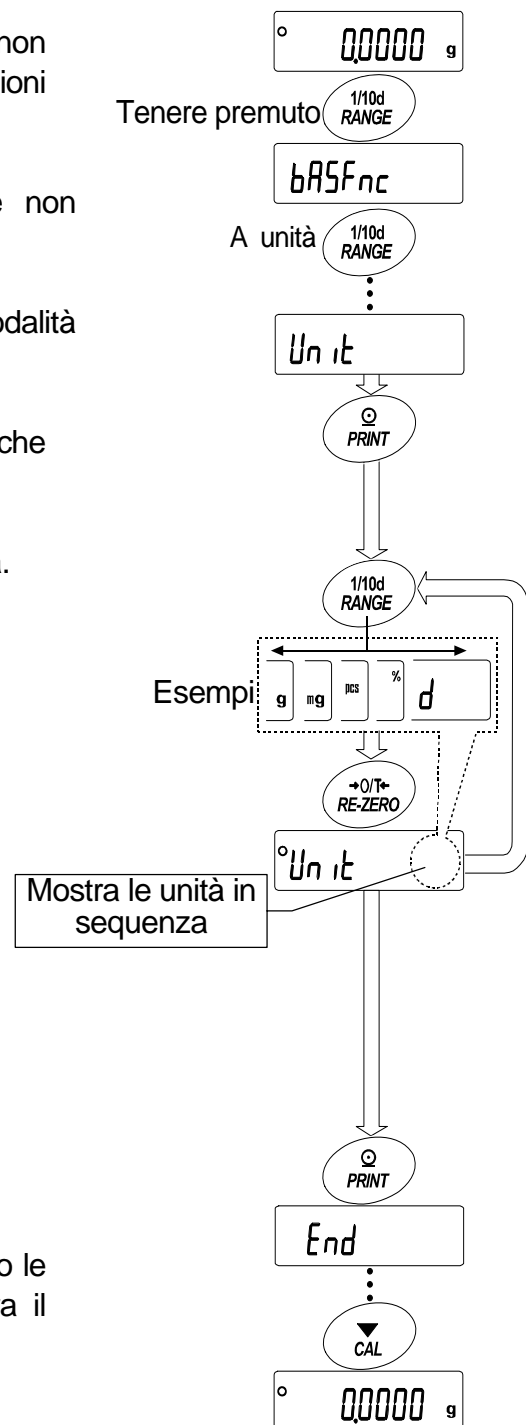 non
0.0000 g
ioni
Tenere premuto
1/10d
RANGE
bASFnc
e non
A unità
1/10d
RANGE
odalità
Unit
PRINT
che
a.
1/10d
RANGE
Esempi
g mg pcs % d
→0/T←
RE-ZERO
Unit
Mostra le unità in
sequenza
PRINT
End
o le
a il
CAL
0.0000 g